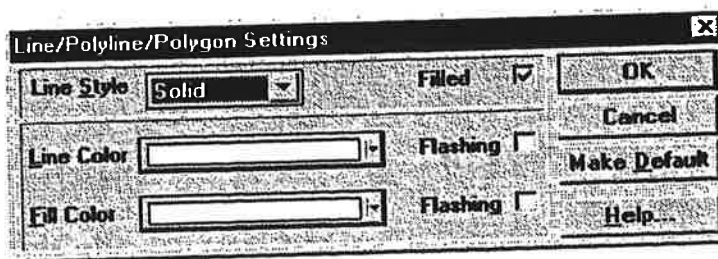 Line/Polyline/Polygon Settings
Line Style Solid Filled OK
Cancel
Line Color Flashing Make Default
Fill Color Flashing Help...